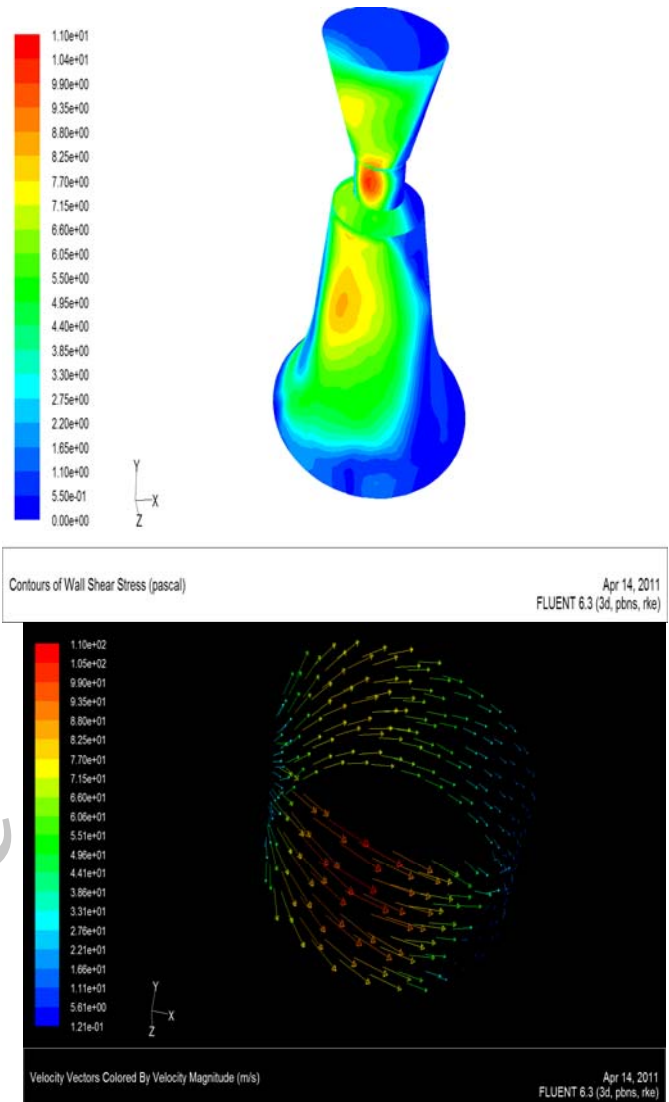 1.10e+01
1.04e+01
9.90e+00
9.35e+00
8.80e+00
8.25e+00
7.70e+00
7.15e+00
6.60e+00
6.05e+00
5.50e+00
4.95e+00
4.40e+00
3.85e+00
3.30e+00
2.75e+00
2.20e+00
1.65e+00
1.10e+00
5.50e-01
0.00e+00
Y
X
Z
Contours of Wall Shear Stress (pascal)
Apr 14, 2011
FLUENT 6.3 (3d, pbns, rke)
1.10e+02
1.05e+02
9.90e+01
9.35e+01
8.80e+01
8.25e+01
7.70e+01
7.15e+01
6.60e+01
6.06e+01
5.51e+01
4.96e+01
4.41e+01
3.86e+01
3.31e+01
2.76e+01
2.21e+01
1.66e+01
1.11e+01
5.61e+00
1.21e-01
Y
X
Z
Velocity Vectors Colored By Velocity Magnitude (m/s)
Apr 14, 2011
FLUENT 6.3 (3d, pbns, rke)